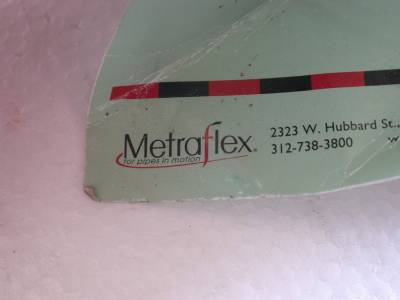 Metraflex®
for pipes in motion
2323 W. Hubbard St.,
312-738-3800